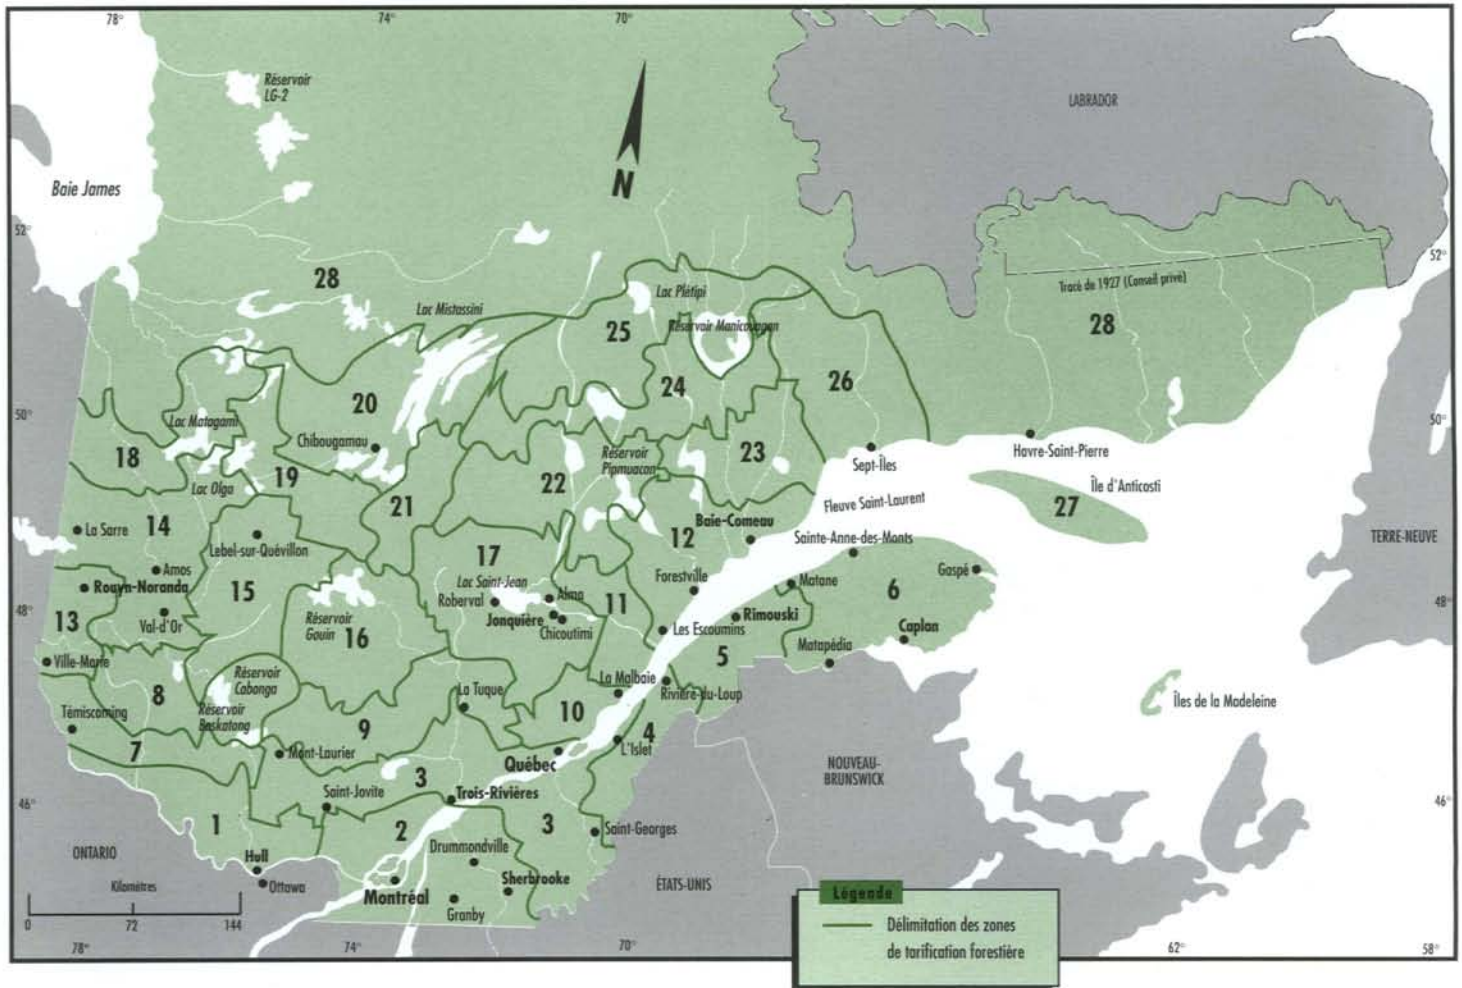 78°
74°
70°
Réservoir
LG-2
LABRADOR
N
Baie James
52°
52°
28
Lac Mistassini
Lac Plétipi
Tracé de 1927 (Conseil privé)
25
Réservoir Manicouagan
28
20
24
26
50°
50°
Lac Matagami
Chibougamau
18
19
Lac Olga
22
Réservoir
Pipmuacan
23
Sept-Îles
Havre-Saint-Pierre
Île d'Anticosti
27
21
Fleuve Saint-Laurent
La Sarre
14
Lebel-sur-Quévillon
12
Baie-Comeau
Sainte-Anne-des-Monts
TERRE-NEUVE
17
Amos
Rouyn-Noranda
15
Lac Saint-Jean
Roberval
Alma
11
Forestville
Matane
Gaspé
6
48°
48°
13
Val-d'Or
Réservoir
Gouin
16
Jonquière
Chicoutimi
Les Escoumins
Rimouski
Caplan
5
Matapédia
Ville-Marie
8
Réservoir
Cabonga
La Malbaie
Rivière-du-Loup
Îles de la Madeleine
Témiscaming
Réservoir
Baskatong
La Tuque
9
10
4
7
Mont-Laurier
Québec
L'Islet
NOUVEAU-
BRUNSWICK
3
Saint-Jovite
Trois-Rivières
46°
46°
1
2
3
Saint-Georges
Drummondville
ONTARIO
Hull
Ottawa
Montréal
Sherbrooke
Granby
ÉTATS-UNIS
Kilomètres
0 72 144
Légende
Délimitation des zones
de tarification forestière
78°
74°
70°
62°
58°